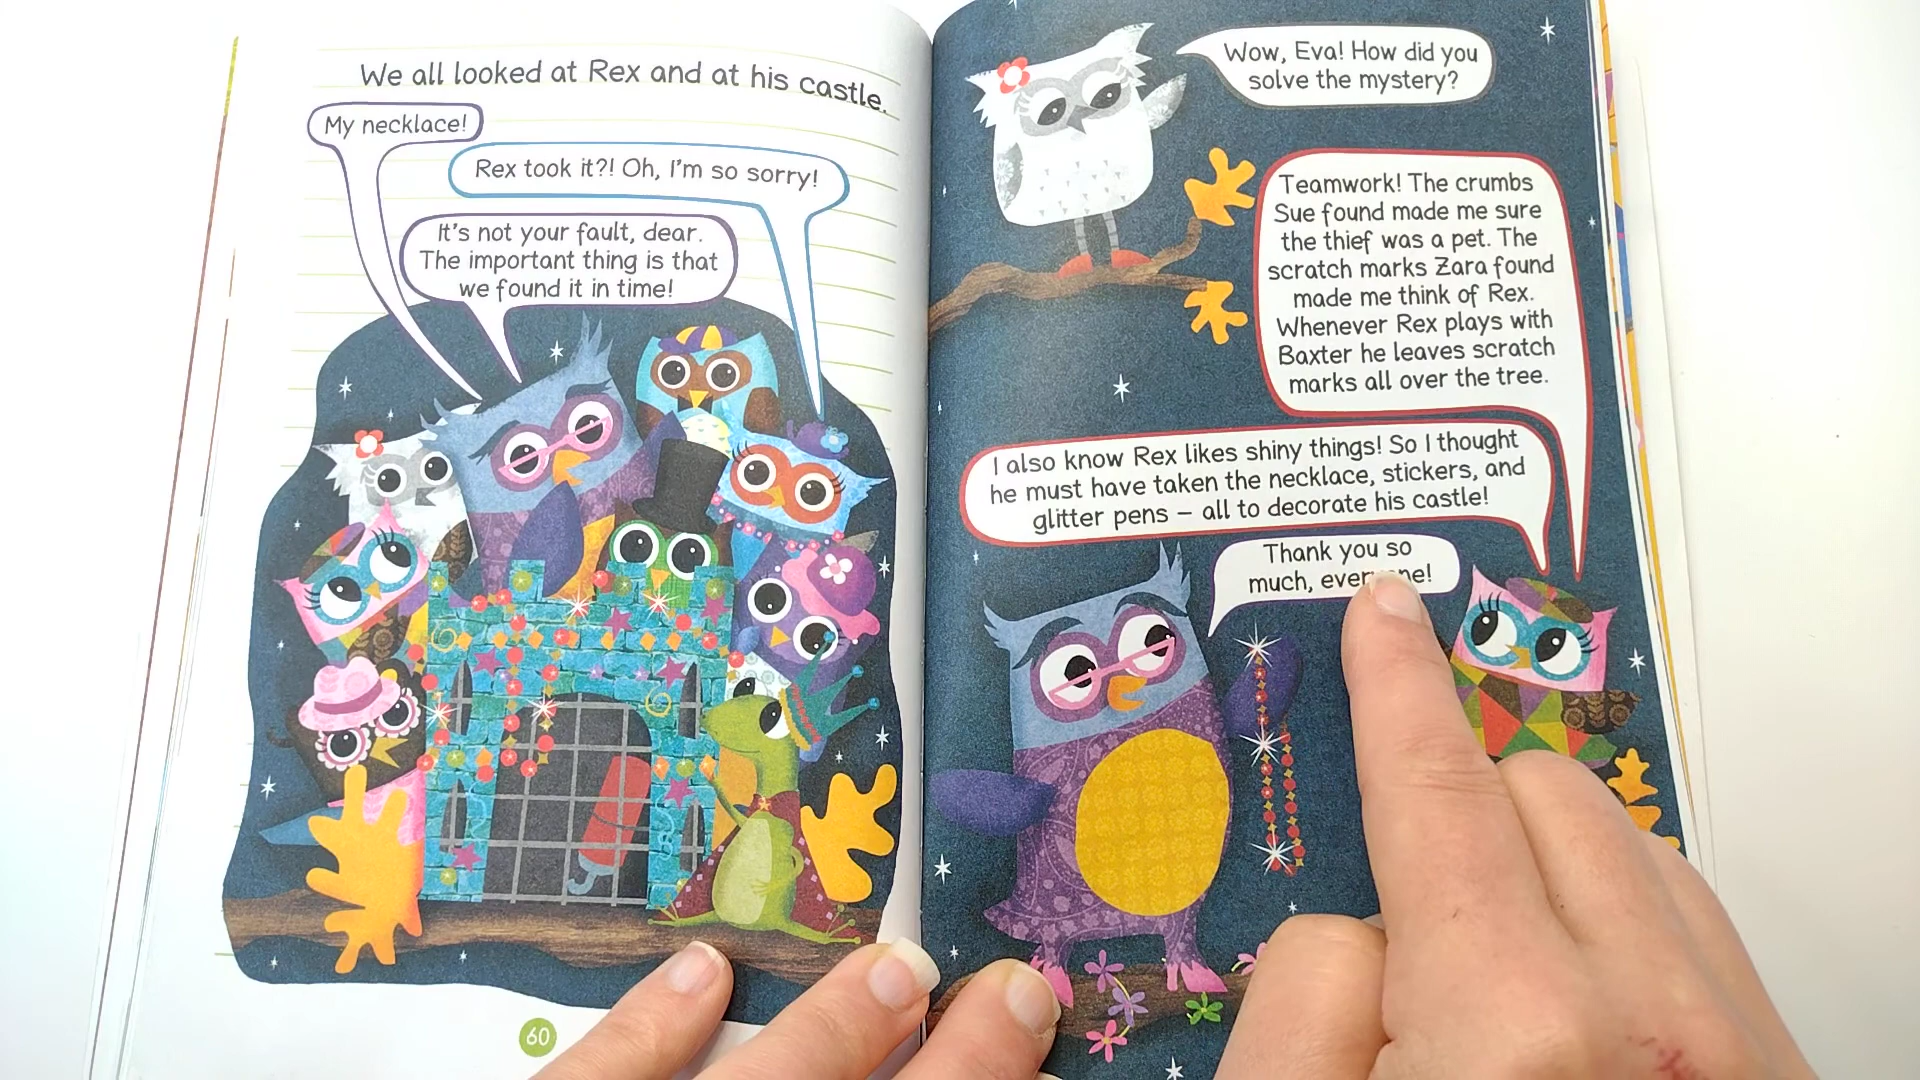 We all looked at Rex and at his castle.
My necklace!
Rex took it?! Oh, I'm so sorry!
It's not your fault, dear.
The important thing is that
we found it in time!
60
Wow, Eva! How did you
solve the mystery?
Teamwork! The crumbs
Sue found made me sure
the thief was a pet. The
scratch marks Zara found
made me think of Rex.
Whenever Rex plays with
Baxter he leaves scratch
marks all over the tree.
I also know Rex likes shiny things! So I thought
he must have taken the necklace, stickers, and
glitter pens – all to decorate his castle!
Thank you so
much, everyone!